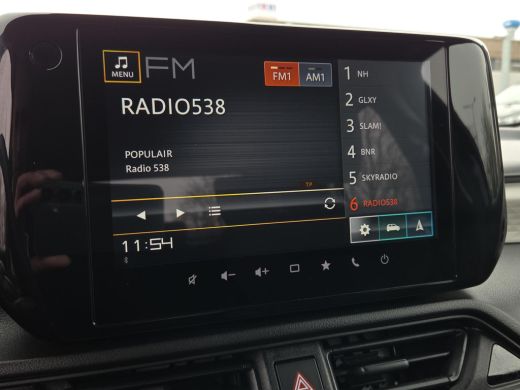 MENU
FM
FM1 AM1
RADIO538
POPULAIR
Radio 538
TP
11:54
1 NH
2 GLXY
3 SLAM!
4 BNR
5 SKYRADIO
6 RADIO538